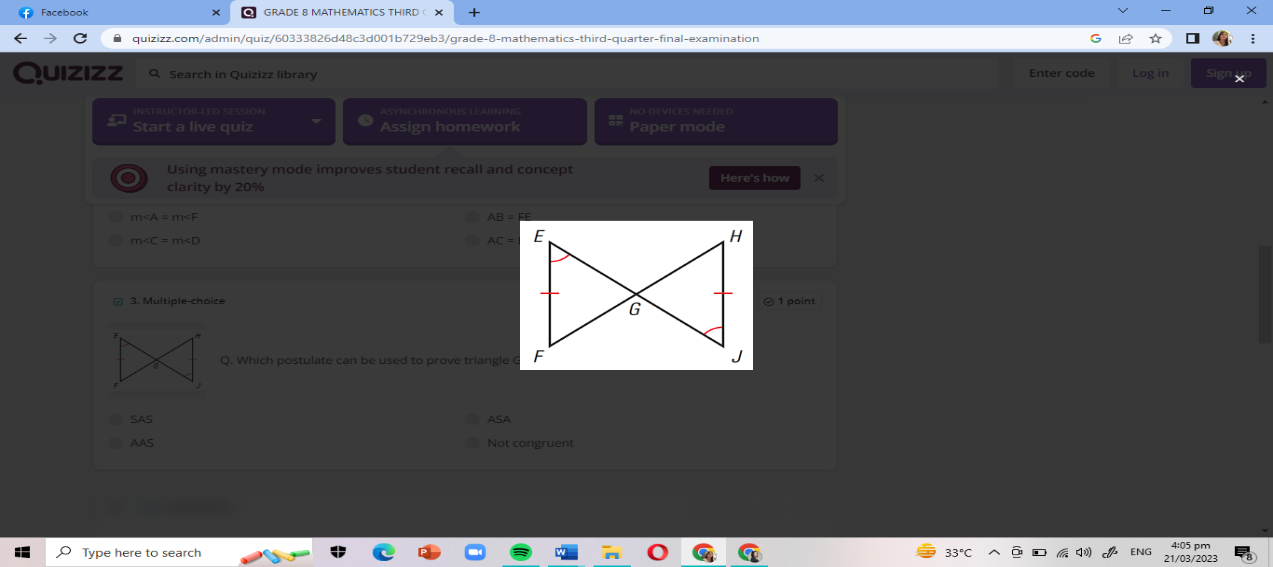 Facebook
GRADE 8 MATHEMATICS THIRD
quizizz.com/admin/quiz/60333826d48c3d001b729eb3/grade-8-mathematics-third-quarter-final-examination
QUIZIZZ
Search in Quizizz library
Enter code
Log in
Sign up
INSTRUCTOR-LED SESSION
Start a live quiz
ASYNCHRONOUS LEARNING
Assign homework
NO DEVICES NEEDED
Paper mode
Using mastery mode improves student recall and concept
clarity by 20%
Here's how
m<A = m<F
AB = FE
m<C = m<D
AC =
E
H
G
F
J
3. Multiple-choice
1 point
E
H
G
F
J
Q. Which postulate can be used to prove triangle
SAS
ASA
AAS
Not congruent
Type here to search
33°C
ENG
4:05 pm
21/03/2023
8